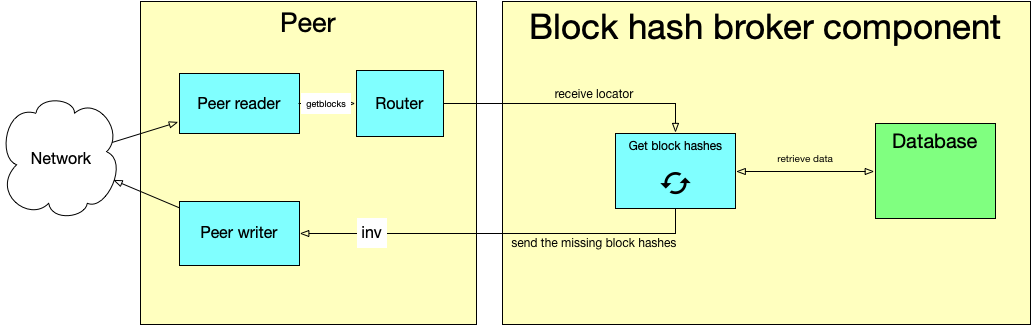 Peer
Block hash broker component
Peer reader
getblocks
Router
receive locator
Network
Get block hashes
Database
retrieve data
Peer writer
inv
send the missing block hashes